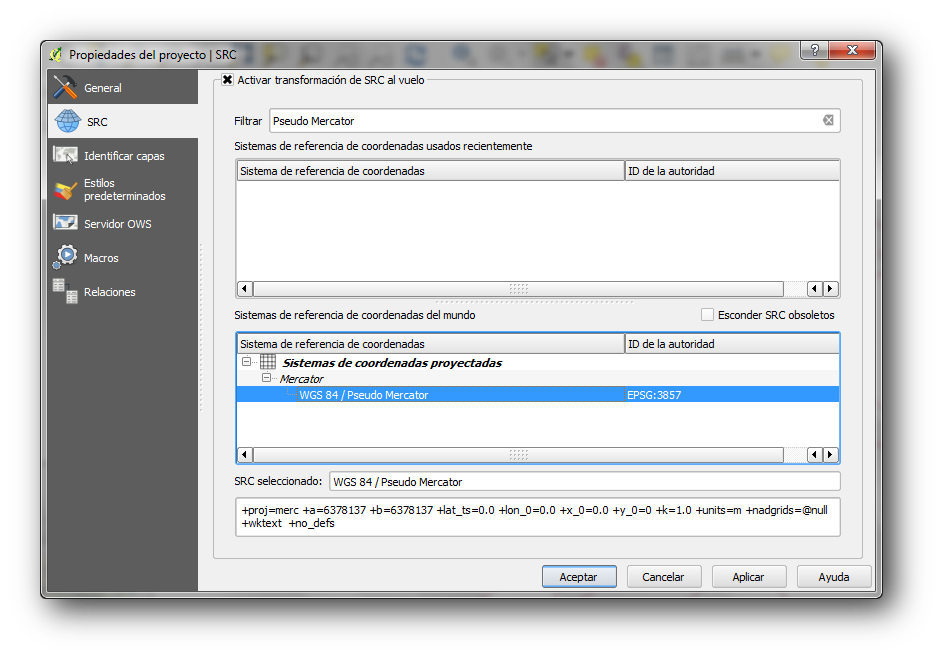 Propiedades del proyecto | SRC
?
General
SRC
Identificar capas
Estilos
predeterminados
Servidor OWS
Macros
Relaciones
Activar transformación de SRC al vuelo
Filtrar Pseudo Mercator
Sistemas de referencia de coordenadas usados recientemente
Sistema de referencia de coordenadas ID de la autoridad
Sistemas de referencia de coordenadas del mundo Esconder SRC obsoletos
Sistema de referencia de coordenadas ID de la autoridad
Sistemas de coordenadas proyectadas
Mercator
WGS 84 / Pseudo Mercator EPSG:3857
SRC seleccionado: WGS 84 / Pseudo Mercator
+proj=merc +a=6378137 +b=6378137 +lat_ts=0.0 +lon_0=0.0 +x_0=0.0 +y_0=0 +k=1.0 +units=m +nadgrids=@null
+wktext +no_defs
Aceptar Cancelar Aplicar Ayuda